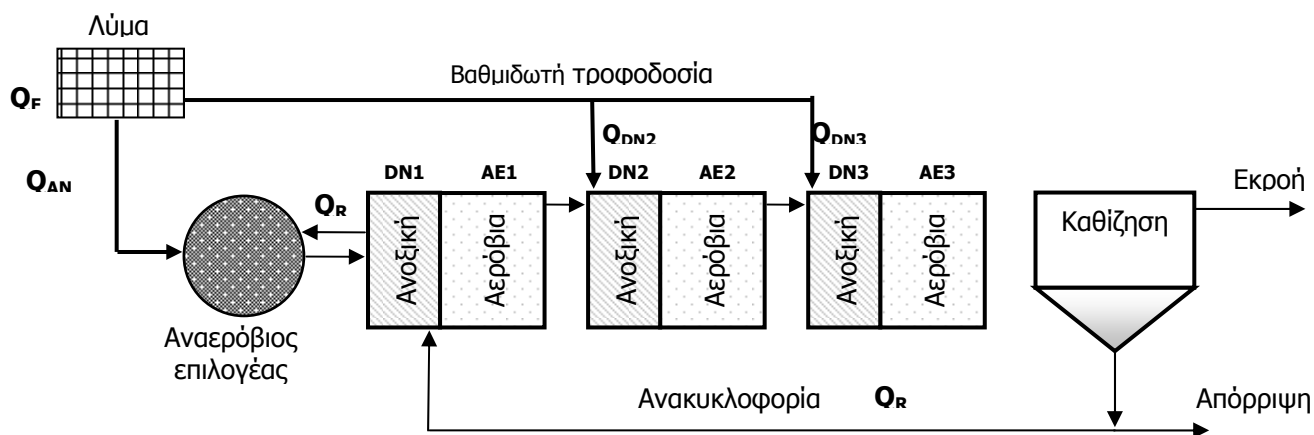 Λύμα
Βαθμιδωτή τροφοδοσία
Q_F
Q_DN2
Q_DN3
Q_AN
DN1
AE1
DN2
AE2
DN3
AE3
Εκροή
Q_R
Ανοξική
Αερόβια
Ανοξική
Αερόβια
Ανοξική
Αερόβια
Καθίζηση
Αναερόβιος
επιλογέας
Ανακυκλοφορία Q_R
Απόρριψη